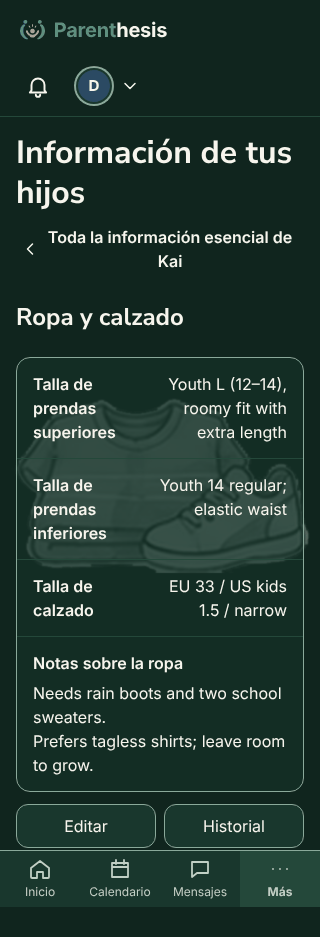 Parenthesis
D
Información de tus
hijos
Toda la información esencial de
Kai
Ropa y calzado
Talla de
prendas
superiores
Youth L (12–14),
roomy fit with
extra length
Talla de
prendas
inferiores
Youth 14 regular;
elastic waist
Talla de
calzado
EU 33 / US kids
1.5 / narrow
Notas sobre la ropa
Needs rain boots and two school
sweaters.
Prefers tagless shirts; leave room
to grow.
Editar
Historial
Inicio
Calendario
Mensajes
Más